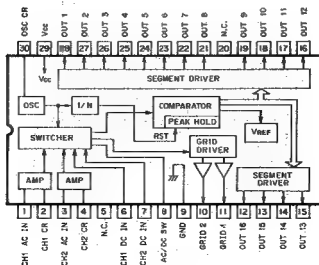 OSC CR
Vcc
OUT 1
OUT 2
OUT 3
OUT 4
OUT 5
OUT 6
OUT 7
OUT 8
N.C.
OUT 9
OUT 10
OUT 11
OUT 12
30 29 28 27 26 25 24 23 22 21 20 19 18 17 16
Vcc
SEGMENT DRIVER
OSC
1/N
COMPARATOR
PEAK HOLD
VREF
SWITCHER
RST
GRID DRIVER
AMP
AMP
SEGMENT DRIVER
1 2 3 4 5 6 7 8 9 10 11 12 13 14 15
CH1 AC IN
CH1 CR
CH2 AC IN
CH2 CR
N.C.
CH1 DC IN
CH2 DC IN
AC/DC SW
GND
GRID 2
GRID 1
OUT 16
OUT 15
OUT 14
OUT 13